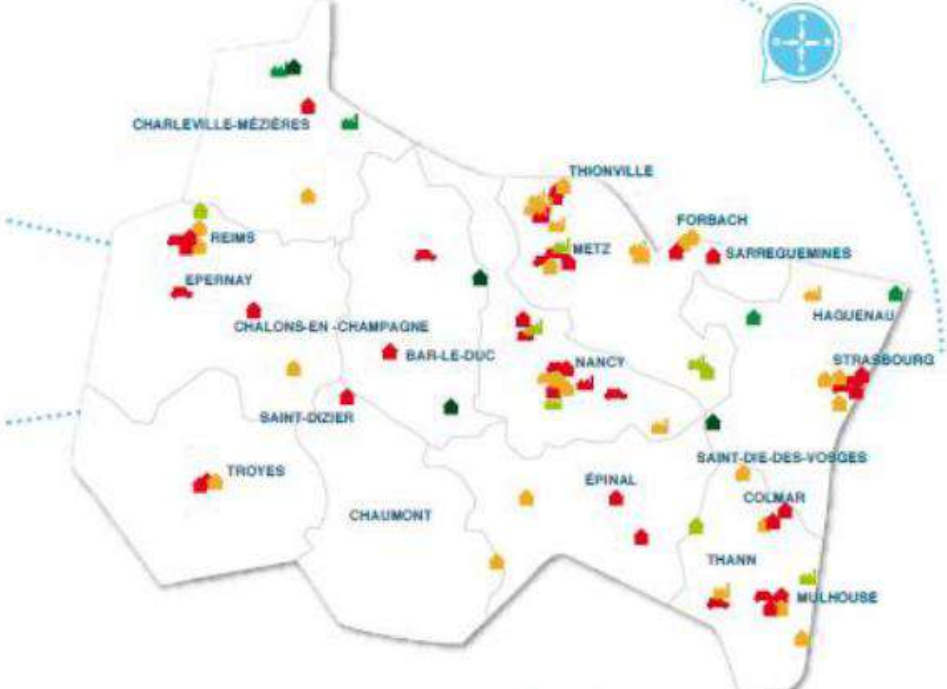 CHARLEVILLE-MÉZIÈRES
THIONVILLE
FORBACH
REIMS
METZ
SARREGUEMINES
EPERNAY
HAGUENAU
CHALONS-EN -CHAMPAGNE
BAR-LE-DUC
NANCY
STRASBOURG
SAINT-DIZIER
SAINT-DIE-DES-VOSGES
TROYES
ÉPINAL
COLMAR
CHAUMONT
THANN
MULHOUSE